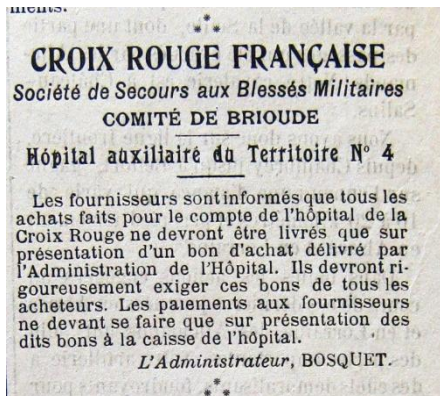 ments.
CROIX ROUGE FRANÇAISE
Société de Secours aux Blessés Militaires
COMITÉ DE BRIOUDE
Hôpital auxiliaire du Territoire Nº 4
Les fournisseurs sont informés que tous les
achats faits pour le compte de l'hôpital de la
Croix Rouge ne devront être livrés que sur
présentation d'un bon d'achat délivré par
l'Administration de l'Hôpital. Ils devront ri-
goureusement exiger ces bons de tous les
acheteurs. Les paiements aux fournisseurs
ne devant se faire que sur présentation des
dits bons à la caisse de l'hôpital.
L'Administrateur, BOSQUET.